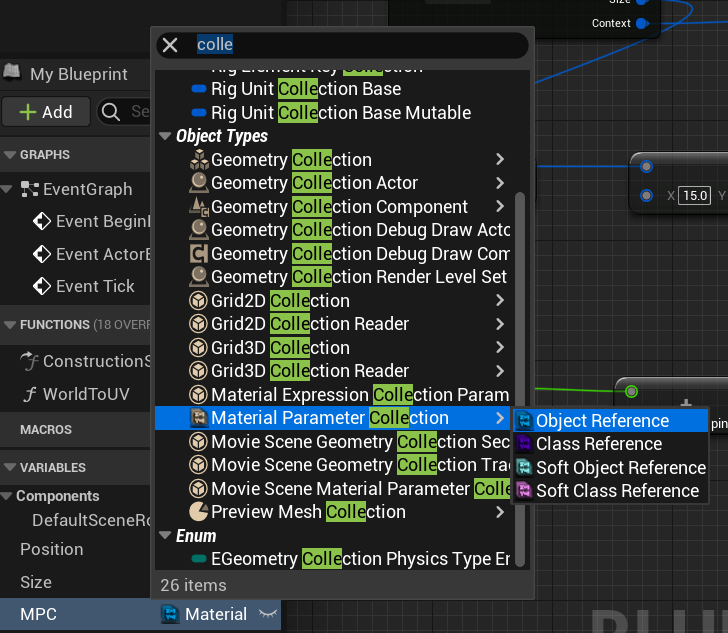 Size
Context
colle
My Blueprint
Add
Se
Rig Element Key Collection
Rig Unit Collection Base
Rig Unit Collection Base Mutable
Object Types
GRAPHS
Geometry Collection
Geometry Collection Actor
EventGraph
Geometry Collection Component
X 15.0 Y
Event BeginI
Geometry Collection Debug Draw Acto
Event ActorB
Geometry Collection Debug Draw Com
Geometry Collection Render Level Set
Event Tick
Grid2D Collection
FUNCTIONS (18 OVERR
Grid2D Collection Reader
Grid3D Collection
ConstructionS
Grid3D Collection Reader
WorldToUV
Material Expression Collection Param
Material Parameter Collection
Object Reference
pin
MACROS
Movie Scene Geometry Collection Sec
Class Reference
VARIABLES
Movie Scene Geometry Collection Tra
Soft Object Reference
Components
Movie Scene Material Parameter Colle
Soft Class Reference
DefaultSceneRo
Preview Mesh Collection
Enum
Position
EGeometry Collection Physics Type Er
Size
26 items
MPC
Material
BLU